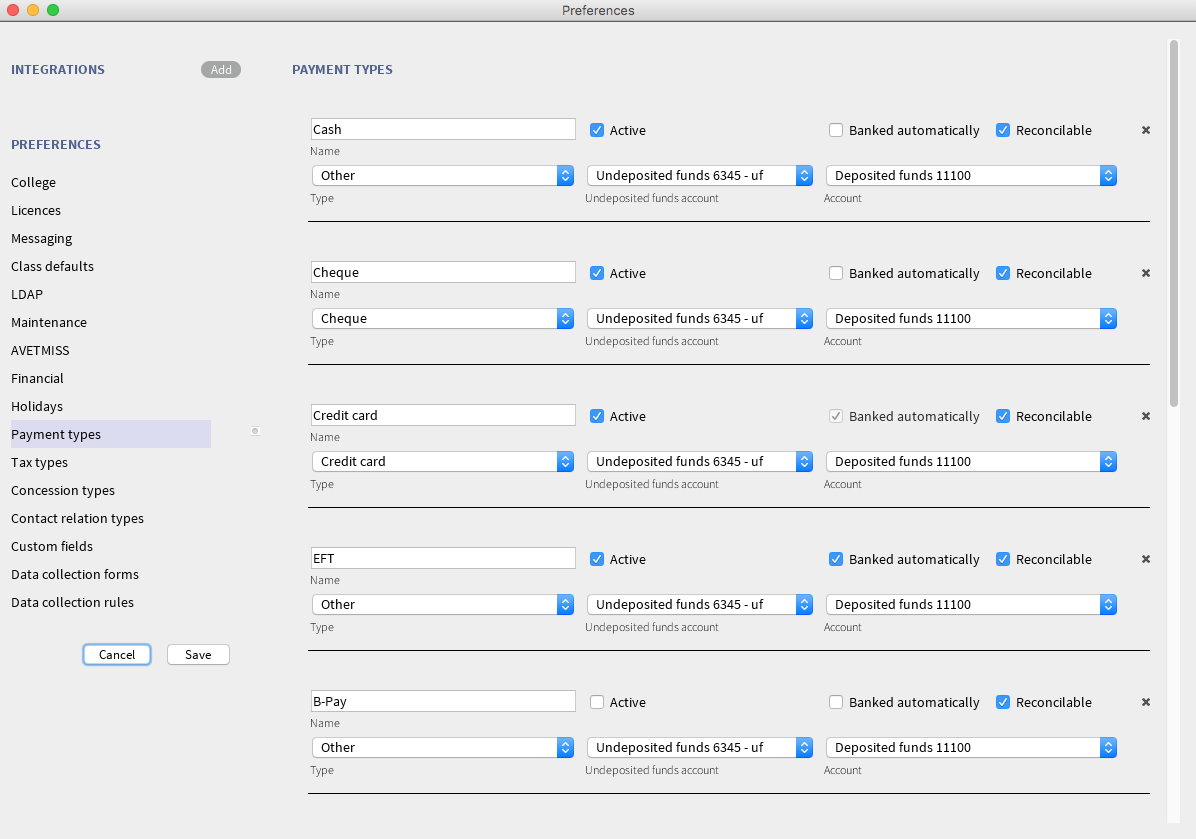 Preferences
INTEGRATIONS
Add
PREFERENCES
College
Licences
Messaging
Class defaults
LDAP
Maintenance
AVETMISS
Financial
Holidays
Payment types
Tax types
Concession types
Contact relation types
Custom fields
Data collection forms
Data collection rules
Cancel Save
PAYMENT TYPES
Cash Active Banked automatically Reconcilable
Name
Other Undeposited funds 6345 - uf Deposited funds 11100
Type Undeposited funds account Account
Cheque Active Banked automatically Reconcilable
Name
Cheque Undeposited funds 6345 - uf Deposited funds 11100
Type Undeposited funds account Account
Credit card Active Banked automatically Reconcilable
Name
Credit card Undeposited funds 6345 - uf Deposited funds 11100
Type Undeposited funds account Account
EFT Active Banked automatically Reconcilable
Name
Other Undeposited funds 6345 - uf Deposited funds 11100
Type Undeposited funds account Account
B-Pay Active Banked automatically Reconcilable
Name
Other Undeposited funds 6345 - uf Deposited funds 11100
Type Undeposited funds account Account